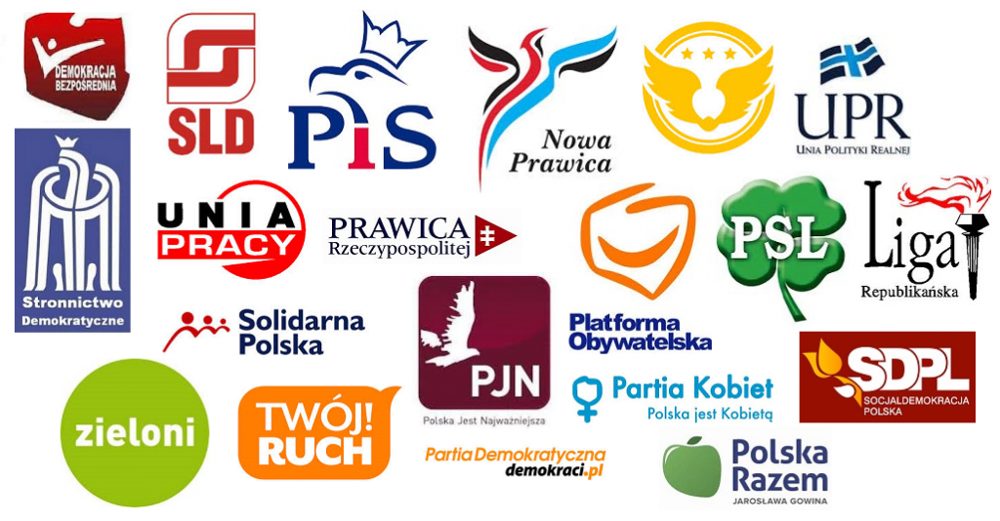 DEMOKRACJA
BEZPOŚREDNIA
SLD
PiS
Nowa
Prawica
UPR
UNIA POLITYKI REALNEJ
Stronnictwo
Demokratyczne
UNIA
PRACY
PRAWICA
Rzeczypospolitej
Platforma
Obywatelska
PSL
Liga
Republikańska
Solidarna
Polska
PJN
Polska Jest Najważniejsza
Partia Kobiet
Polska jest Kobietą
SDPL
SOCJALDEMOKRACJA
POLSKA
zieloni
TWÓJ!
RUCH
Partia Demokratyczna
demokraci.pl
Polska
Razem
JAROSŁAWA GOWINA